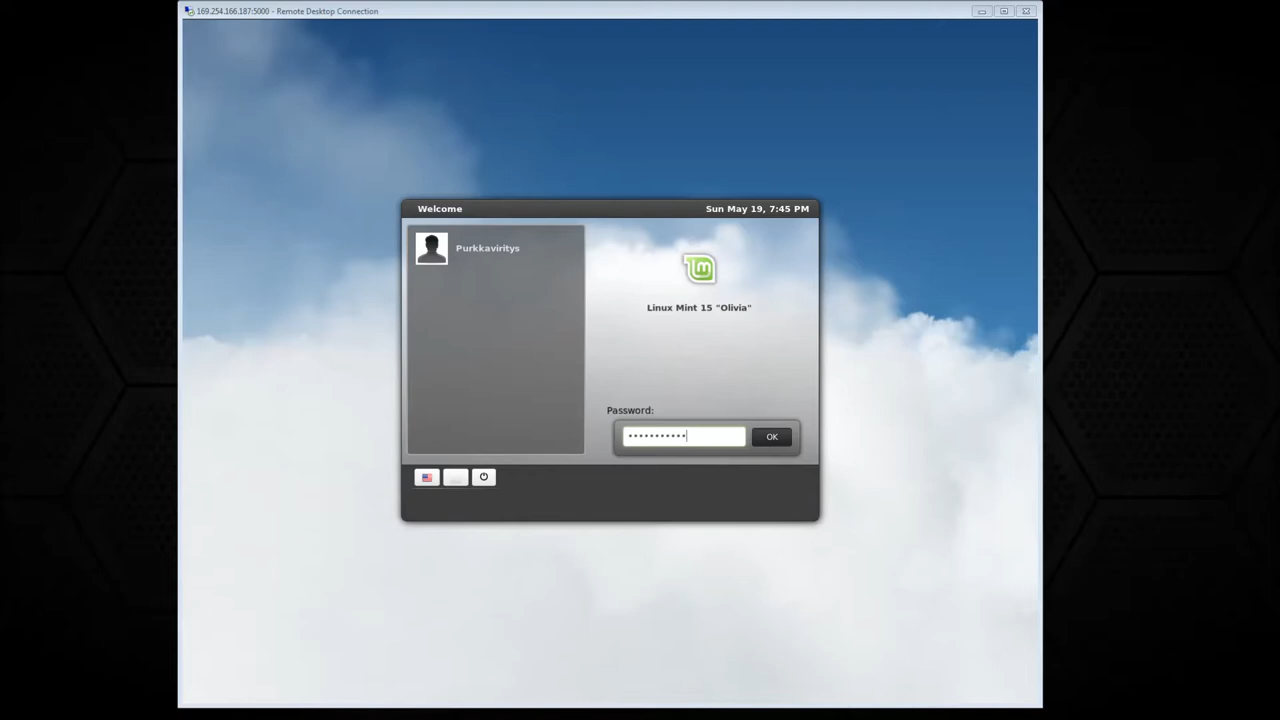 169.254.166.187:5000 - Remote Desktop Connection
Welcome
Sun May 19, 7:45 PM
Purkkaviritys
Linux Mint 15 "Olivia"
Password:
•••••••••••
OK